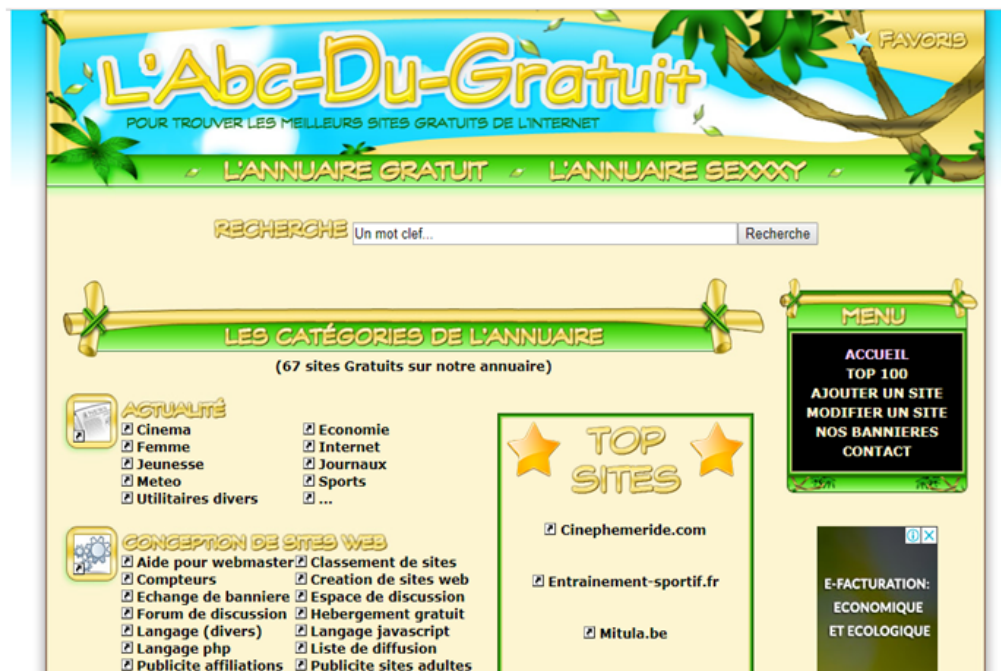 FAVORIS
L'Abc-Du-Gratuit
POUR TROUVER LES MEILLEURS SITES GRATUITS DE L'INTERNET
L'ANNUAIRE GRATUIT
L'ANNUAIRE SEXXXY
RECHERCHE Un mot clef... Recherche
LES CATÉGORIES DE L'ANNUAIRE
(67 sites Gratuits sur notre annuaire)
ACTUALITÉ
Cinema
Economie
Femme
Internet
Jeunesse
Journaux
Meteo
Sports
Utilitaires divers
...
CONCEPTION DE SITES WEB
Aide pour webmaster
Classement de sites
Compteurs
Creation de sites web
Echange de banniere
Espace de discussion
Forum de discussion
Hebergement gratuit
Langage (divers)
Langage javascript
Langage php
Liste de diffusion
Publicite affiliations
Publicite sites adultes
TOP
SITES
Cinephemeride.com
Entrainement-sportif.fr
Mitula.be
MENU
ACCUEIL
TOP 100
AJOUTER UN SITE
MODIFIER UN SITE
NOS BANNIERES
CONTACT
E-FACTURATION:
ECONOMIQUE
ET ECOLOGIQUE